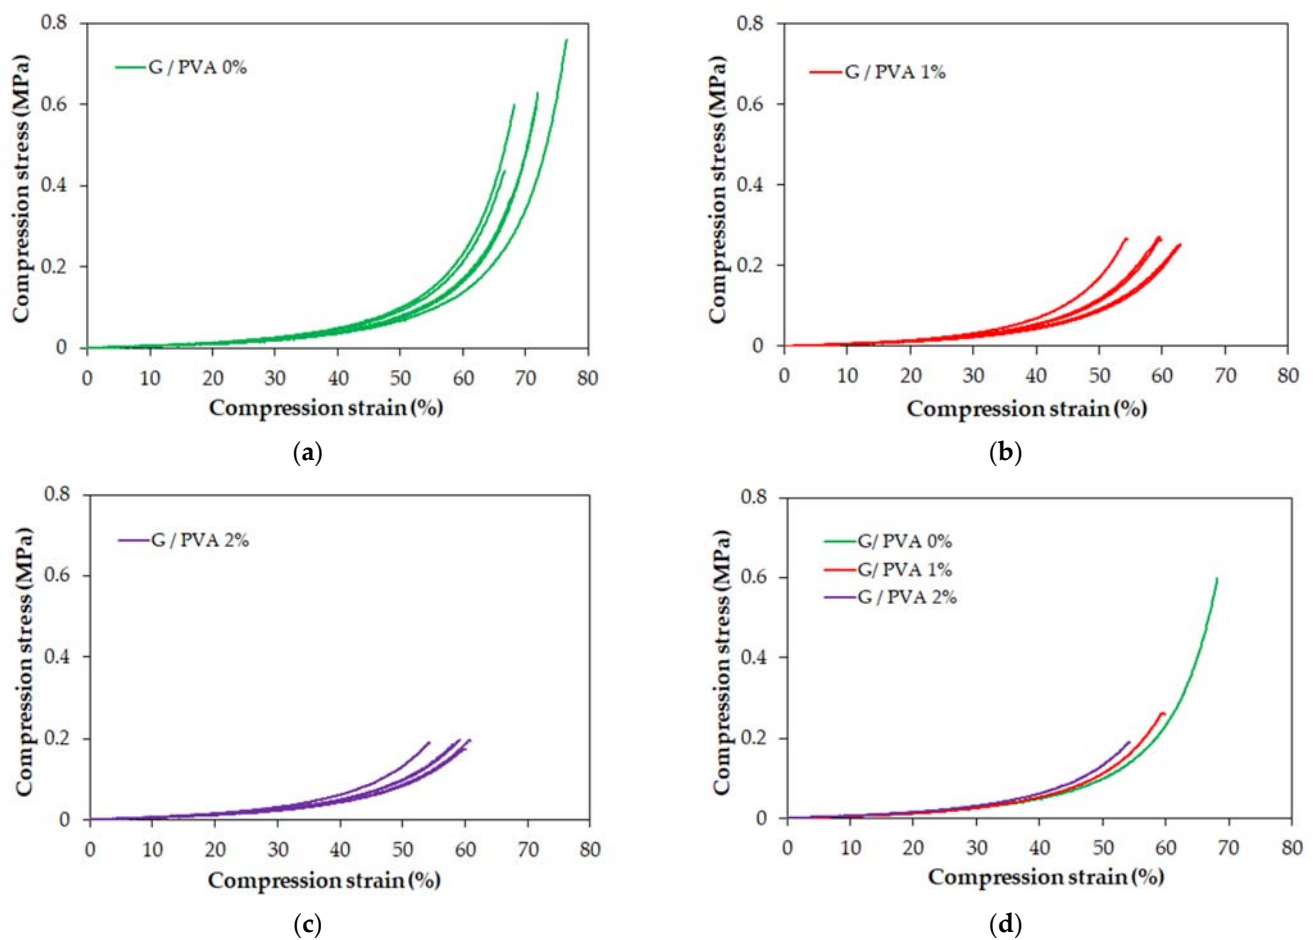 Compression stress (MPa)
0.8
0.6
0.4
0.2
0
G / PVA 0%
0 10 20 30 40 50 60 70 80
Compression strain (%)
(a)
Compression stress (MPa)
0.8
0.6
0.4
0.2
0
G / PVA 1%
0 10 20 30 40 50 60 70 80
Compression strain (%)
(b)
Compression stress (MPa)
0.8
0.6
0.4
0.2
0
G / PVA 2%
0 10 20 30 40 50 60 70 80
Compression strain (%)
(c)
Compression stress (MPa)
0.8
0.6
0.4
0.2
0
G/ PVA 0%
G/ PVA 1%
G / PVA 2%
0 10 20 30 40 50 60 70 80
Compression strain (%)
(d)